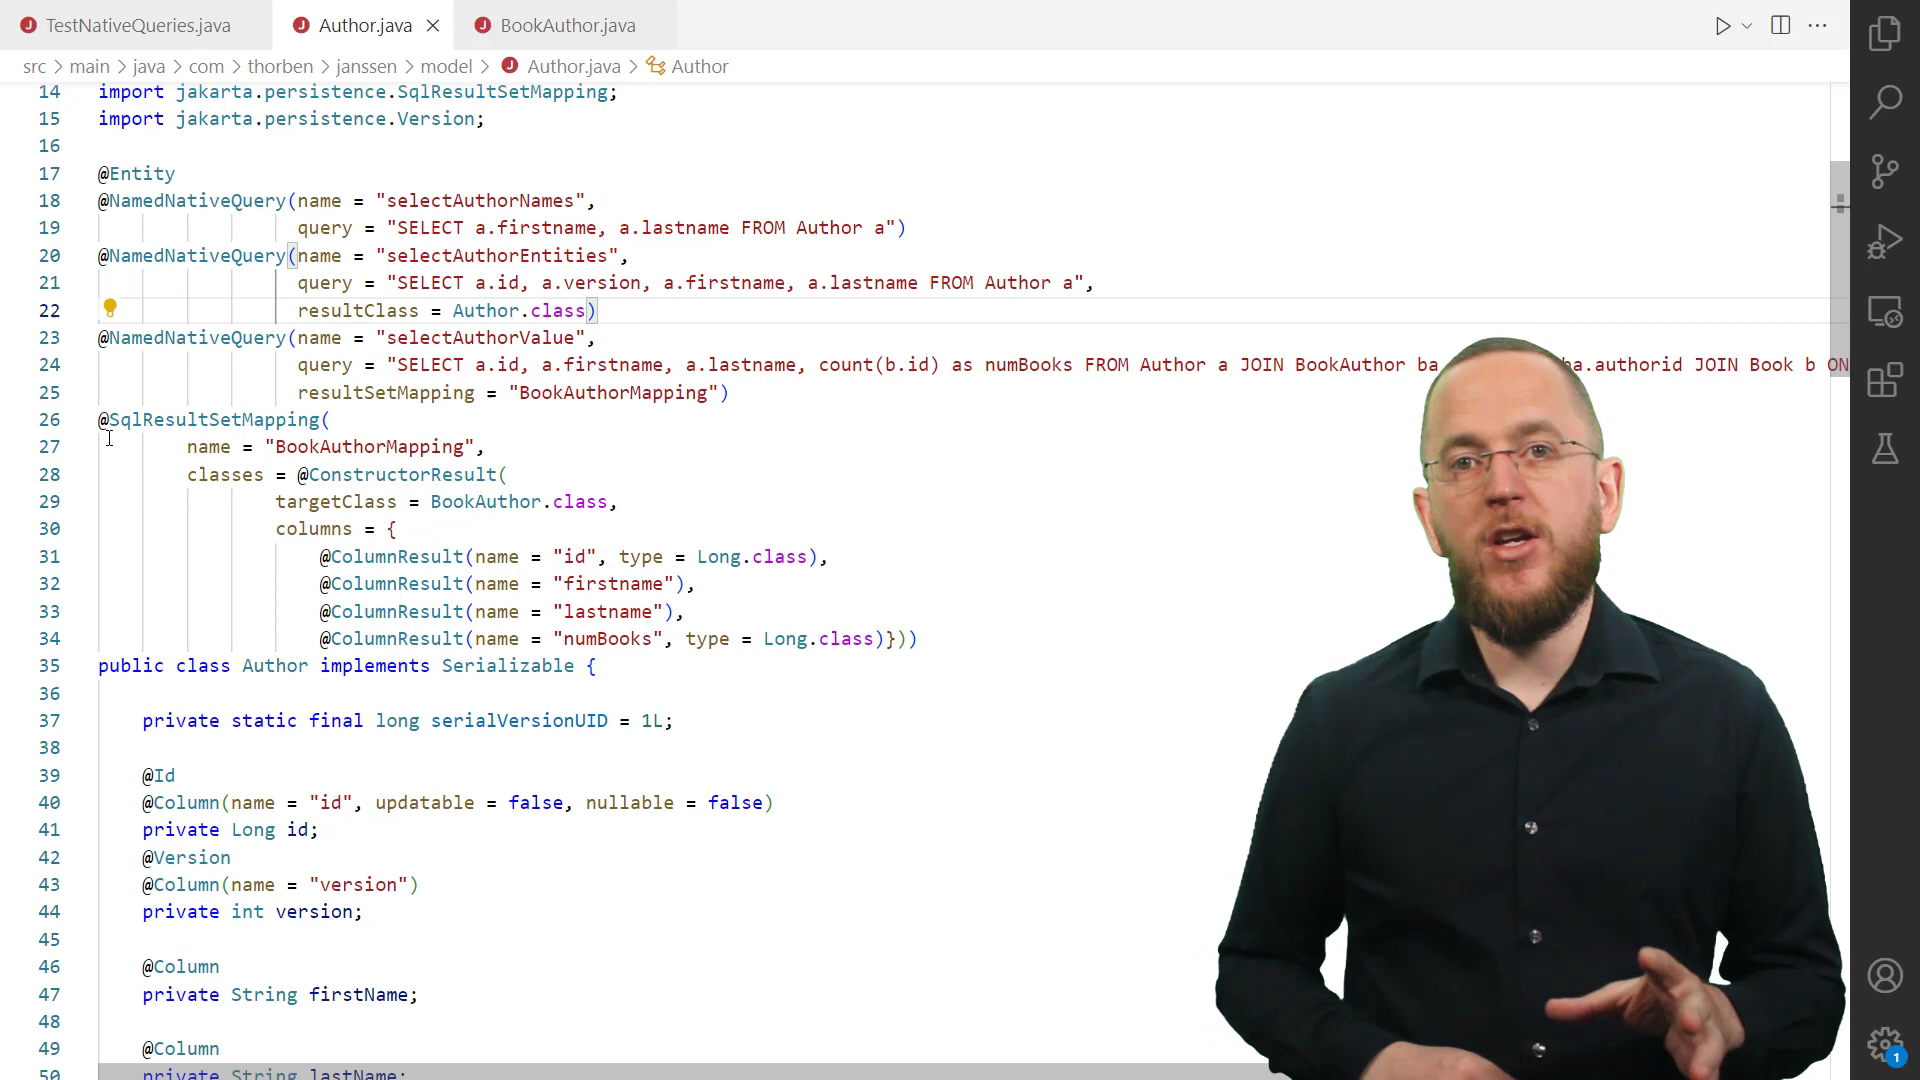 TestNativeQueries.java Author.java BookAuthor.java
src > main > java > com > thorben > janssen > model > Author.java > Author
14 import jakarta.persistence.SqlResultSetMapping;
15 import jakarta.persistence.Version;
16
17 @Entity
18 @NamedNativeQuery(name = "selectAuthorNames",
19 query = "SELECT a.firstname, a.lastname FROM Author a")
20 @NamedNativeQuery(name = "selectAuthorEntities",
21 query = "SELECT a.id, a.version, a.firstname, a.lastname FROM Author a",
22 resultClass = Author.class)
23 @NamedNativeQuery(name = "selectAuthorValue",
24 query = "SELECT a.id, a.firstname, a.lastname, count(b.id) as numBooks FROM Author a JOIN BookAuthor ba ba.authorid JOIN Book b ON
25 resultSetMapping = "BookAuthorMapping")
26 @SqlResultSetMapping(
27 name = "BookAuthorMapping",
28 classes = @ConstructorResult(
29 targetClass = BookAuthor.class,
30 columns = {
31 @ColumnResult(name = "id", type = Long.class),
32 @ColumnResult(name = "firstname"),
33 @ColumnResult(name = "lastname"),
34 @ColumnResult(name = "numBooks", type = Long.class)}))
35 public class Author implements Serializable {
36
37 private static final long serialVersionUID = 1L;
38
39 @Id
40 @Column(name = "id", updatable = false, nullable = false)
41 private Long id;
42 @Version
43 @Column(name = "version")
44 private int version;
45
46 @Column
47 private String firstName;
48
49 @Column
50 private String lastName;
1